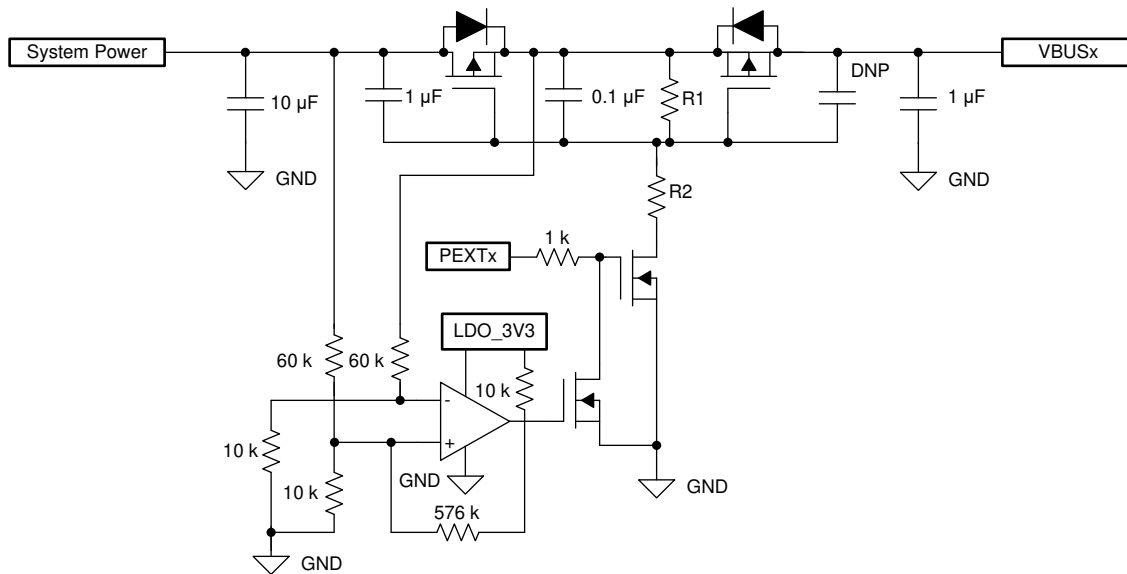 System Power
VBUSx
DNP
10 µF
1 µF
0.1 µF
R1
1 µF
GND
GND
R2
1 k
PEXTx
LDO_3V3
60 k
60 k
10 k
-
+
10 k
GND
10 k
GND
576 k
GND